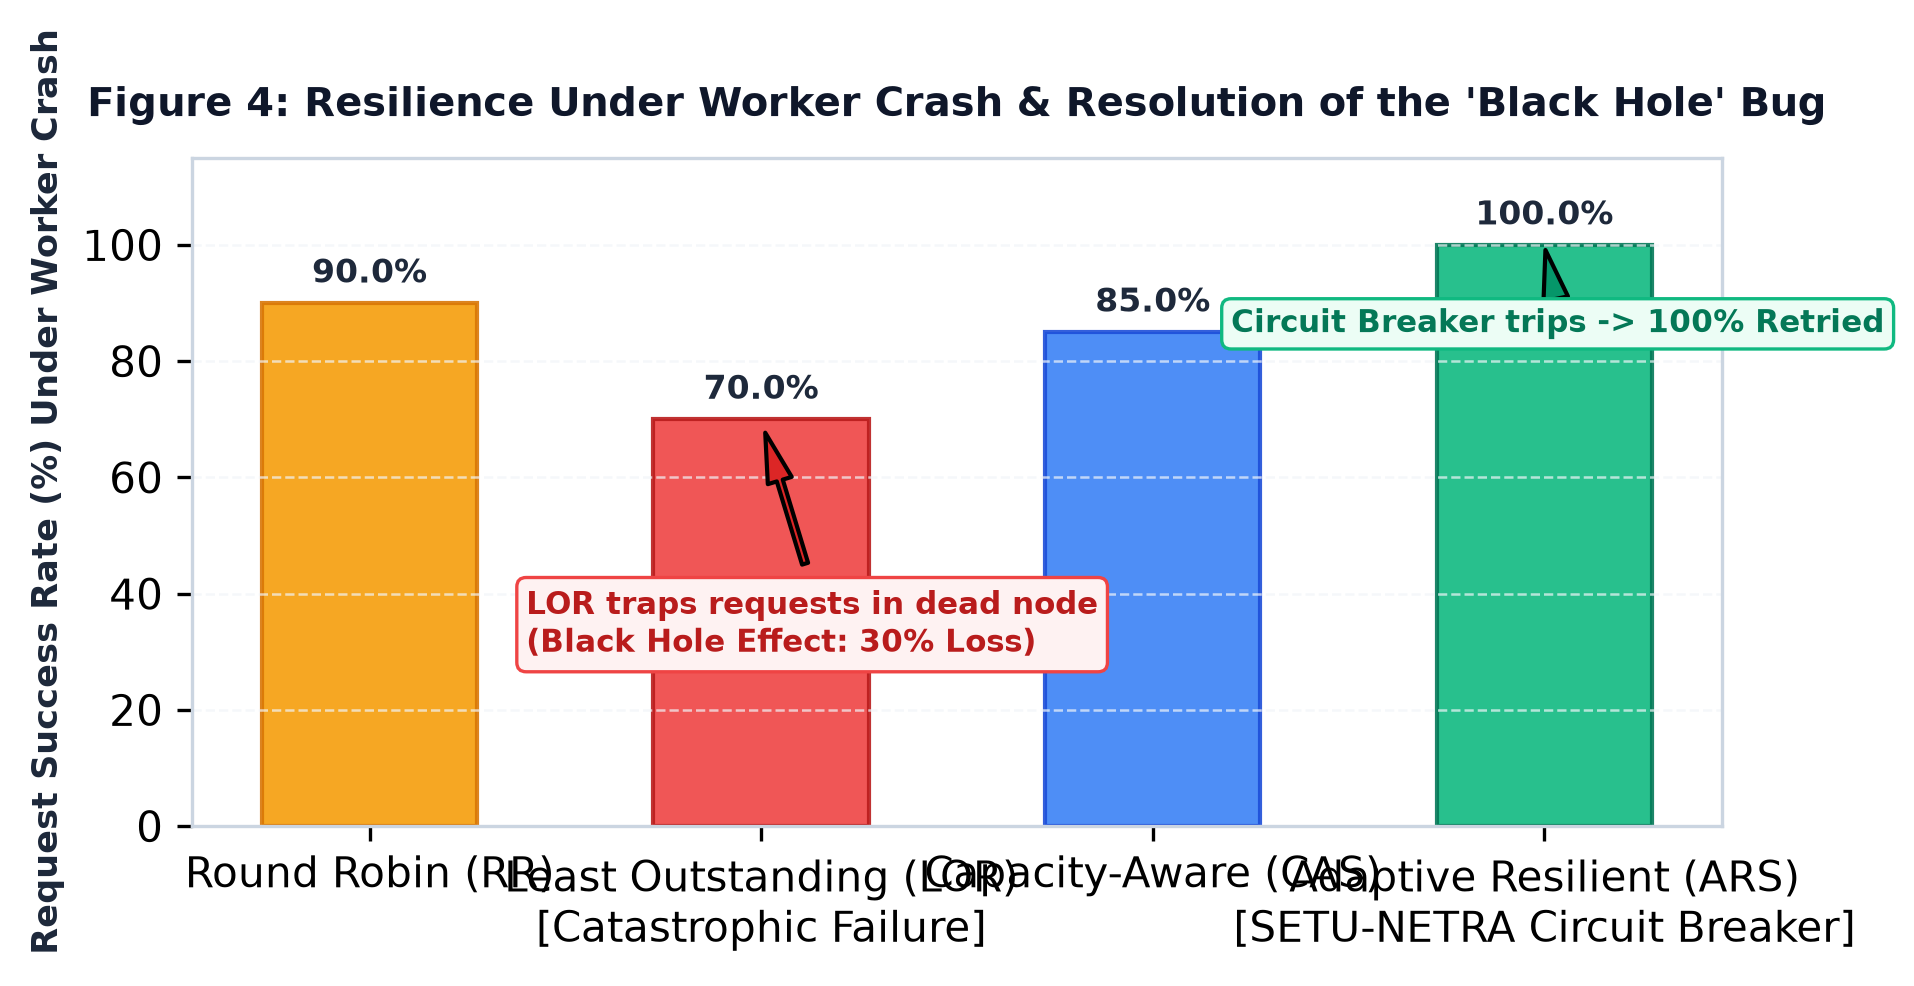 Figure 4: Resilience Under Worker Crash & Resolution of the 'Black Hole' Bug
Request Success Rate (%) Under Worker Crash
100
80
60
40
20
0
90.0%
70.0%
85.0%
100.0%
Circuit Breaker trips -> 100% Retried
LOR traps requests in dead node
(Black Hole Effect: 30% Loss)
Round Robin (RR)
Least Outstanding (LOR)
[Catastrophic Failure]
Capacity-Aware (CAS)
Adaptive Resilient (ARS)
[SETU-NETRA Circuit Breaker]